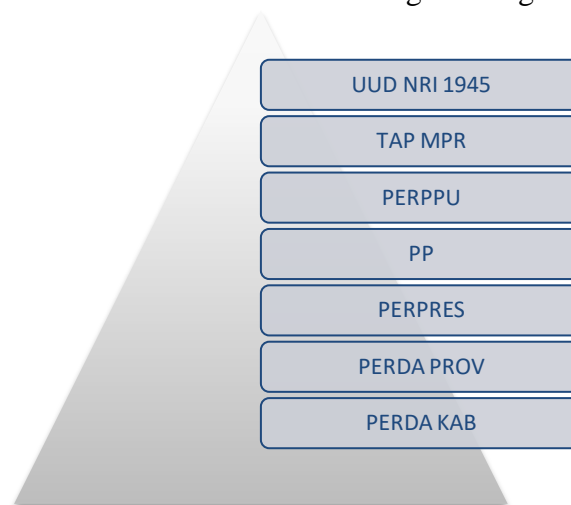 UUD NRI 1945
TAP MPR
PERPPU
PP
PERPRES
PERDA PROV
PERDA KAB